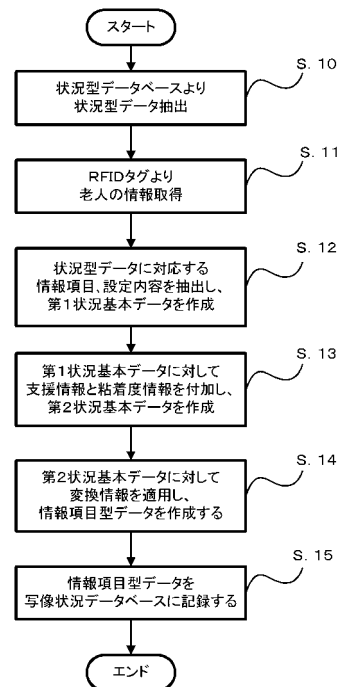 スタート
S. 10
状況型データベースより
状況型データ抽出
S. 11
RFIDタグより
老人の情報取得
S. 12
状況型データに対応する
情報項目、設定内容を抽出し、
第1状況基本データを作成
S. 13
第1状況基本データに対して
支援情報と粘着度情報を付加し、
第2状況基本データを作成
S. 14
第2状況基本データに対して
変換情報を適用し、
情報項目型データを作成する
S. 15
情報項目型データを
写像状況データベースに記録する
エンド